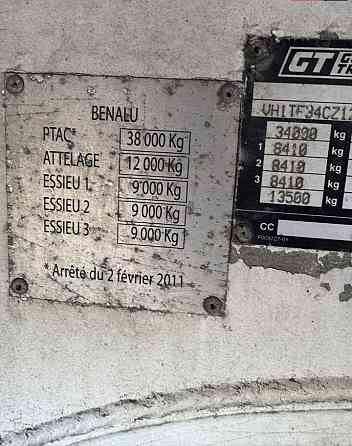 BENALU
PTAC* 38 000 Kg
ATTELAGE 12 000 Kg
ESSIEU 1 9 000 Kg
ESSIEU 2 9 000 Kg
ESSIEU 3 9 000 Kg
* Arrêté du 2 février 2011
GT
34000 kg
1 8410 kg
2 8410 kg
3 8410 kg
13500 kg
CC